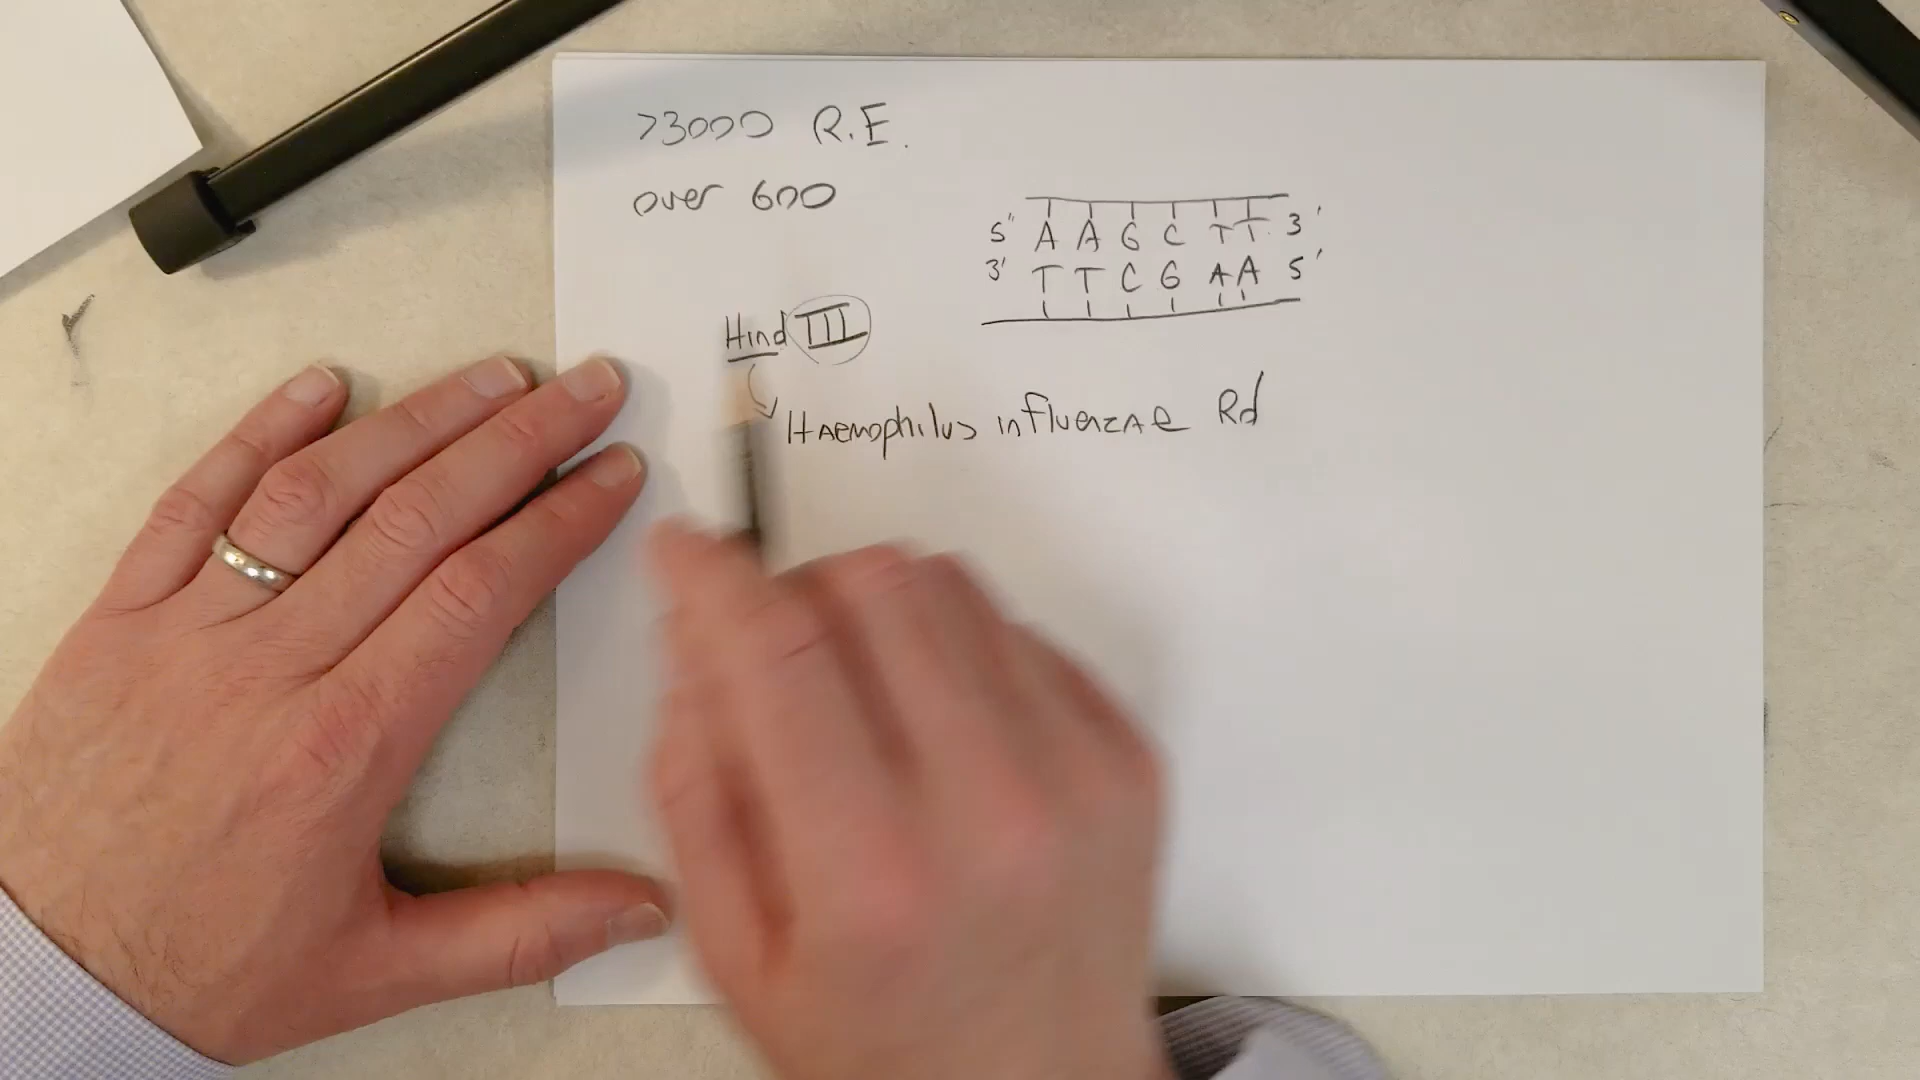 >3000 R.E.
over 600
5" A A G C T T 3'
3' T T C G A A 5'
Hind III
Haemophilus influenzae Rd